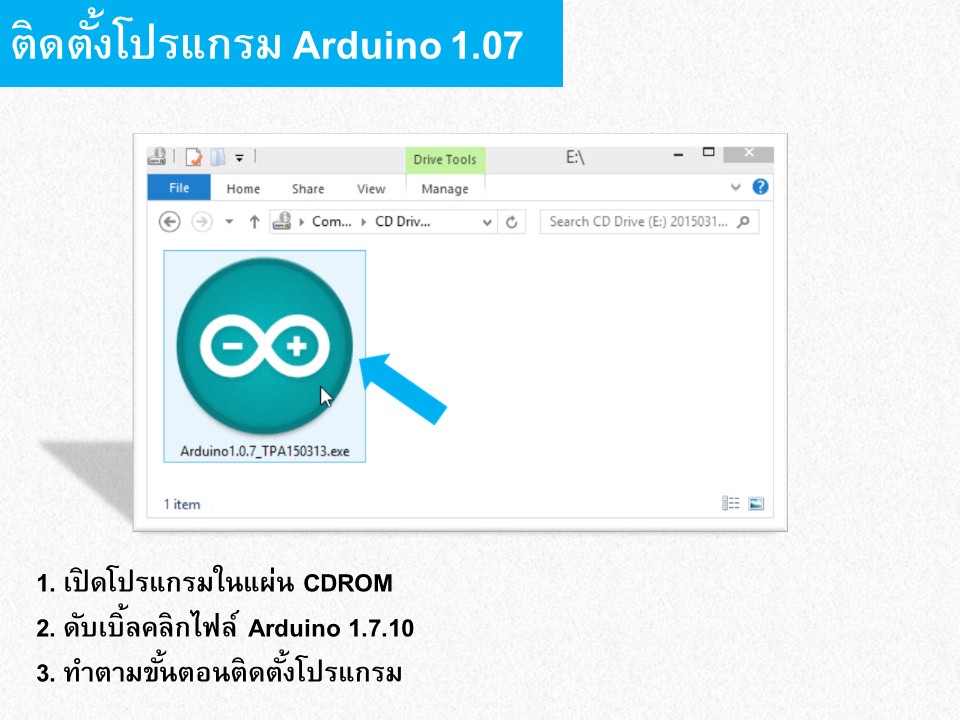 ติดตั้งโปรแกรม Arduino 1.07
Drive Tools
E:\
File Home Share View Manage
Com... CD Driv... Search CD Drive (E:) 2015031...
Arduino1.0.7_TPA150313.exe
1 item
1. เปิดโปรแกรมในแผ่น CDROM
2. ดับเบิ้ลคลิกไฟล์ Arduino 1.7.10
3. ทำตามขั้นตอนติดตั้งโปรแกรม